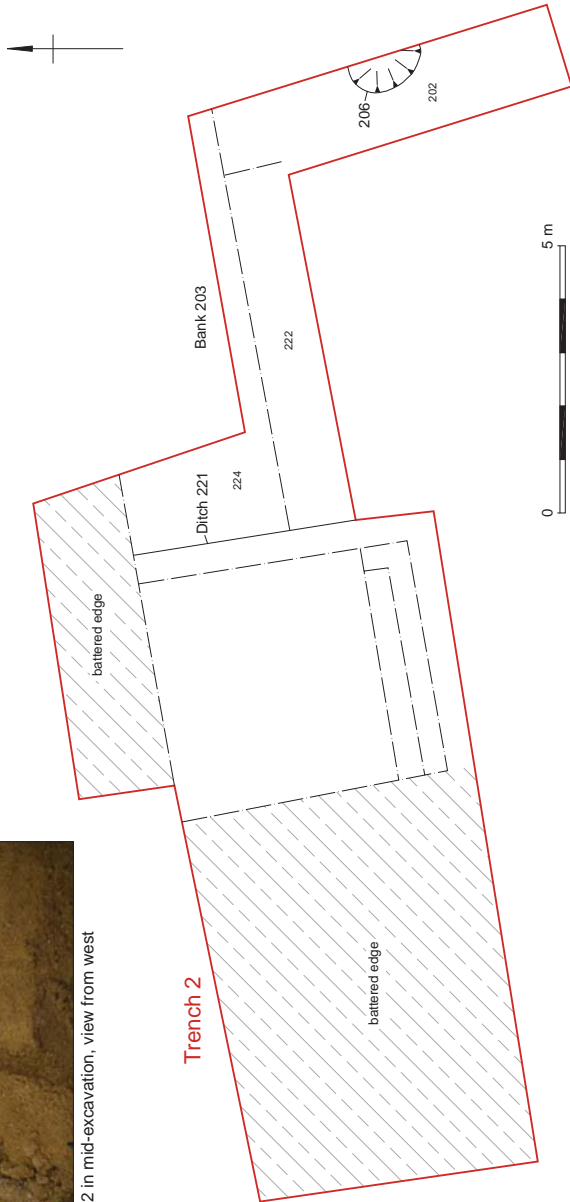 2 in mid-excavation, view from west
Trench 2
battered edge
battered edge
Ditch 221
224
Bank 203
222
206
202
0
5 m